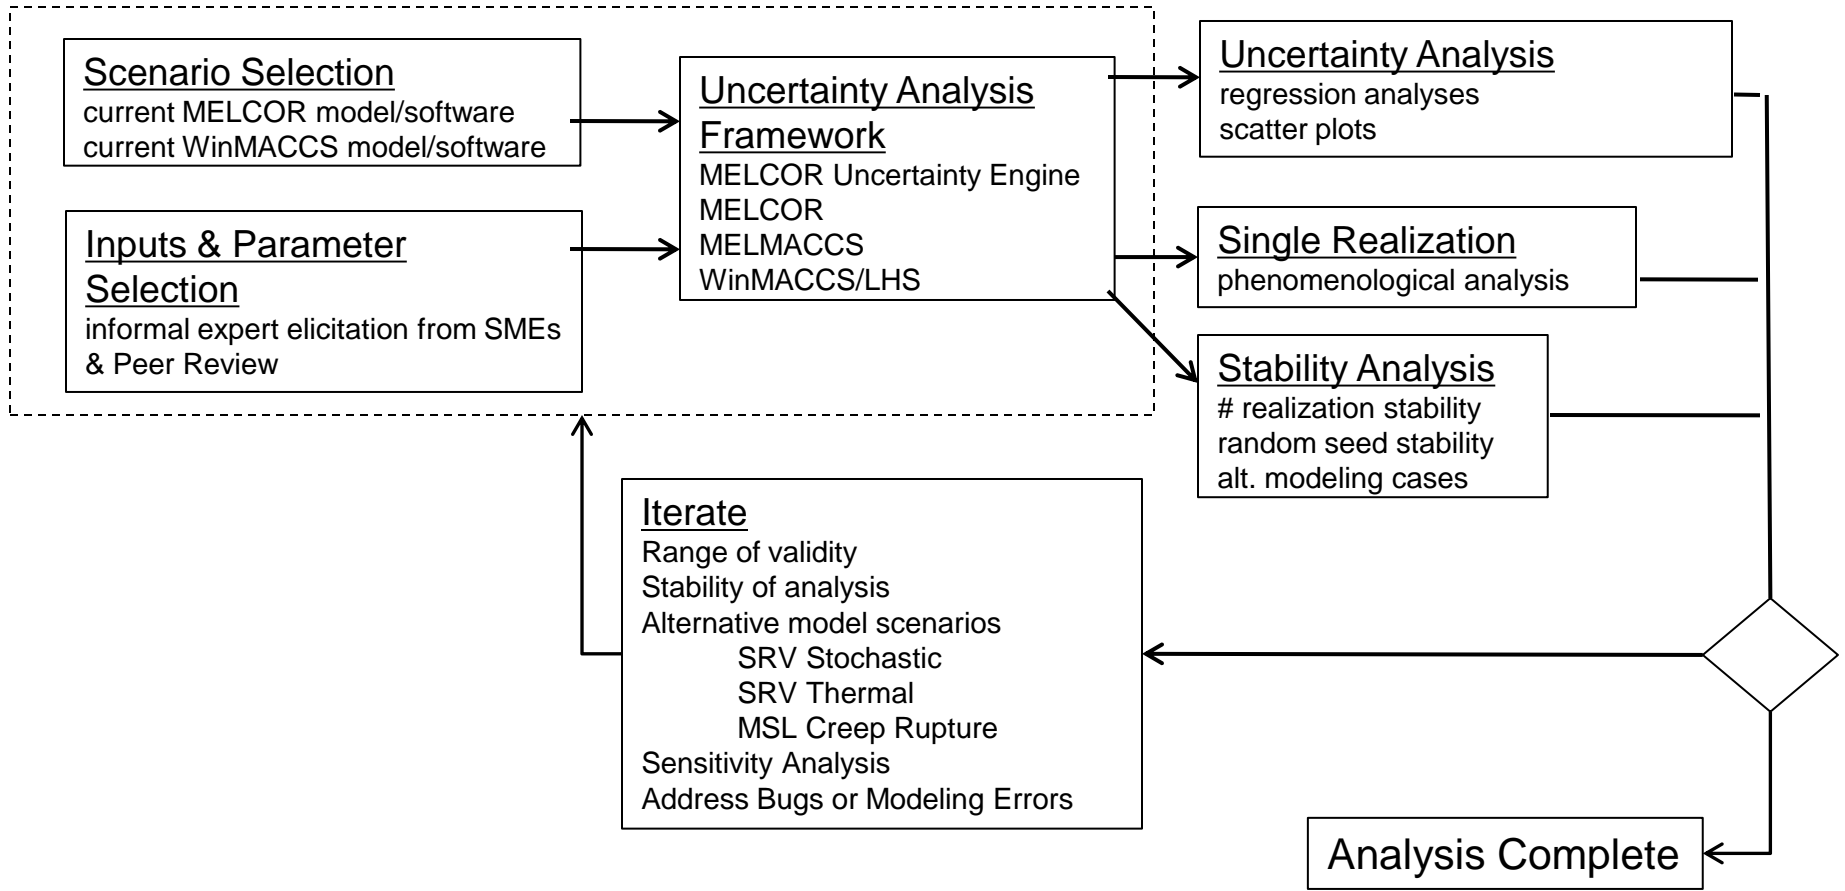 Scenario Selection
current MELCOR model/software
current WinMACCS model/software
Inputs & Parameter
Selection
informal expert elicitation from SMEs
& Peer Review
Uncertainty Analysis
Framework
MELCOR Uncertainty Engine
MELCOR
MELMACCS
WinMACCS/LHS
Uncertainty Analysis
regression analyses
scatter plots
Single Realization
phenomenological analysis
Stability Analysis
# realization stability
random seed stability
alt. modeling cases
Iterate
Range of validity
Stability of analysis
Alternative model scenarios
SRV Stochastic
SRV Thermal
MSL Creep Rupture
Sensitivity Analysis
Address Bugs or Modeling Errors
Analysis Complete